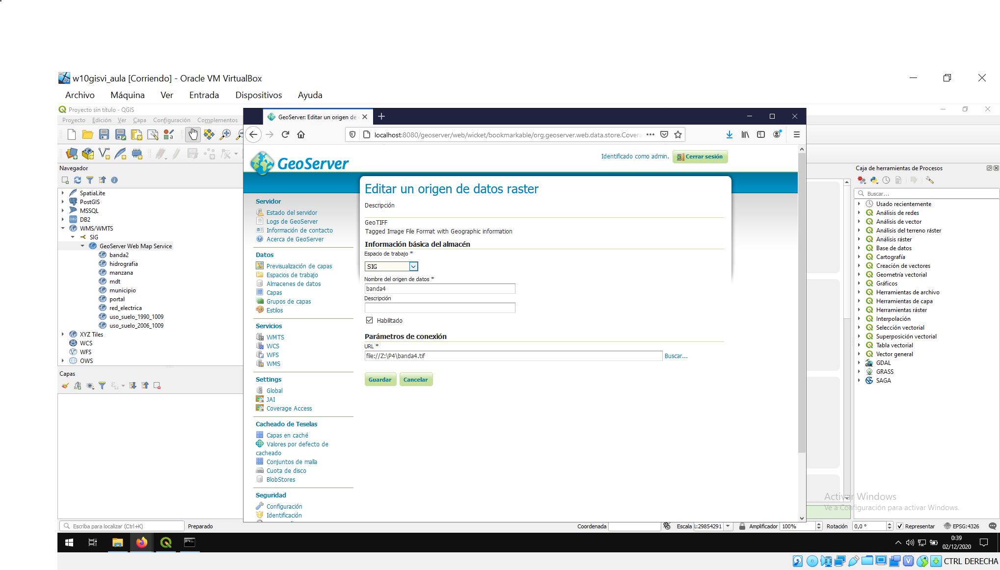 w10gisvi_aula [Corriendo] - Oracle VM VirtualBox
Archivo Máquina Ver Entrada Dispositivos Ayuda
Proyecto sin título - QGIS
Proyecto Edición Ver Capa Configuración Complementos
Navegador
SpatiaLite
PostGIS
MSSQL
DB2
WMS/WMTS
SIG
GeoServer Web Map Service
banda2
hidrografia
manzana
mdt
municipio
portal
red_electrica
uso_suelo_1990_1009
uso_suelo_2006_1009
XYZ Tiles
WCS
WFS
OWS
Capas
GeoServer: Editar un origen de
localhost:8080/geoserver/web/wicket/bookmarkable/org.geoserver.web.data.store.Covera
GeoServer
Identificado como admin. Cerrar sesión
Servidor
Estado del servidor
Logs de GeoServer
Información de contacto
Acerca de GeoServer
Datos
Previsualización de capas
Espacios de trabajo
Almacenes de datos
Capas
Grupos de capas
Estilos
Servicios
WMTS
WCS
WFS
WMS
Settings
Global
JAI
Coverage Access
Cacheado de Teselas
Capas en caché
Valores por defecto de
cacheado
Conjuntos de malla
Cuota de disco
BlobStores
Seguridad
Configuración
Identificación
Editar un origen de datos raster
Descripción
GeoTIFF
Tagged Image File Format with Geographic information
Información básica del almacén
Espacio de trabajo *
SIG
Nombre del origen de datos *
banda4
Descripción
Habilitado
Parámetros de conexión
URL *
file://Z:\P4\banda4.tif Buscar...
Guardar Cancelar
Caja de herramientas de Procesos
Buscar...
Usado recientemente
Análisis de redes
Análisis de vector
Análisis del terreno ráster
Análisis ráster
Base de datos
Cartografía
Creación de vectores
Geometría vectorial
Gráficos
Herramientas de archivo
Herramientas de capa
Herramientas ráster
Interpolación
Selección vectorial
Superposición vectorial
Tabla vectorial
Vector general
GDAL
GRASS
SAGA
Activar Windows
Ve a Configuración para activar Windows.
Escriba para localizar (Ctrl+K) Preparado Coordenada Escala 1:29854291 Amplificador 100% Rotación 0,0 ° Representar EPSG:4326
0:39
02/12/2020
CTRL DERECHA